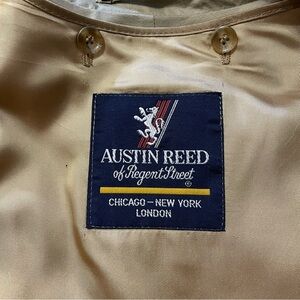 AUSTIN REED
of Regent Street
®
CHICAGO – NEW YORK
LONDON